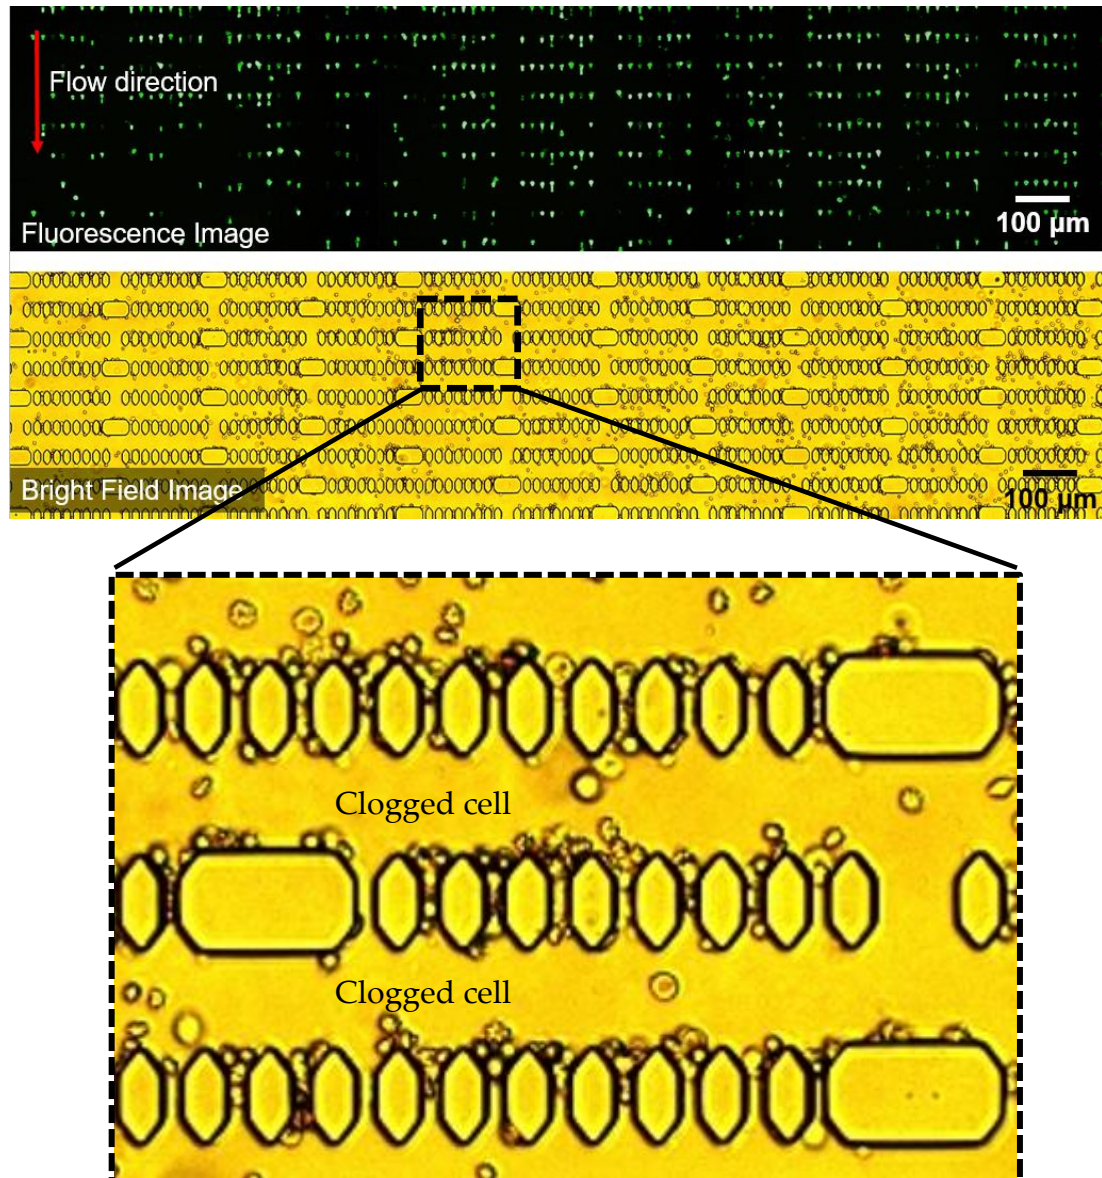 Flow direction
100 μm
Fluorescence Image
100 μm
Bright Field Image
Clogged cell
Clogged cell